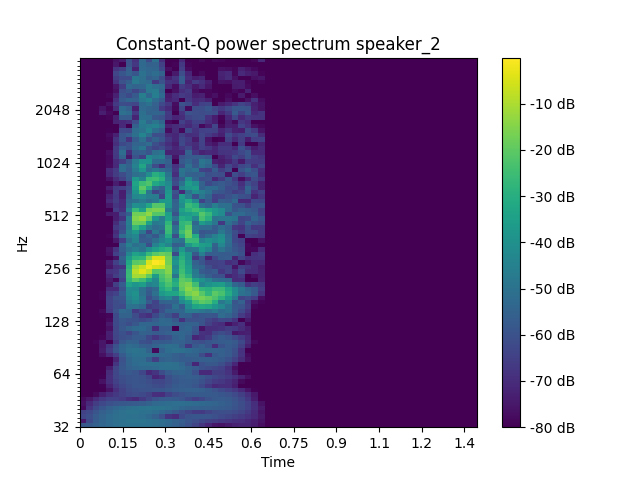 Constant-Q power spectrum speaker_2
Hz
2048
1024
512
256
128
64
32
0 0.15 0.3 0.45 0.6 0.75 0.9 1.1 1.2 1.4
Time
-10 dB
-20 dB
-30 dB
-40 dB
-50 dB
-60 dB
-70 dB
-80 dB